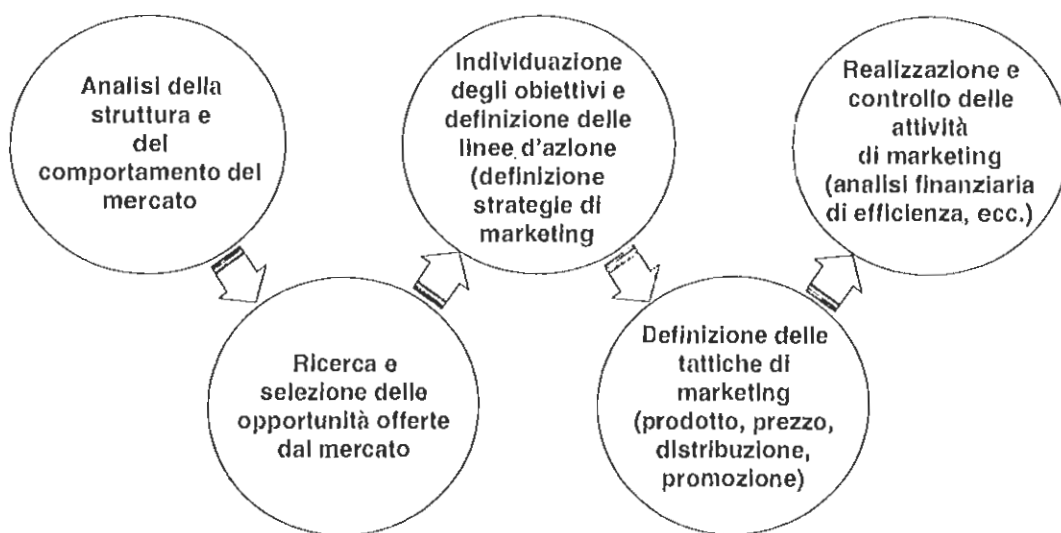 Analisi della
struttura e
del
comportamento del
mercato
Ricerca e
selezione delle
opportunità offerte
dal mercato
Individuazione
degli obiettivi e
definizione delle
linee d'azione
(definizione
strategie di
marketing
Definizione delle
tattiche di
marketing
(prodotto, prezzo,
distribuzione,
promozione)
Realizzazione e
controllo delle
attività
di marketing
(analisi finanziaria
di efficienza, ecc.)